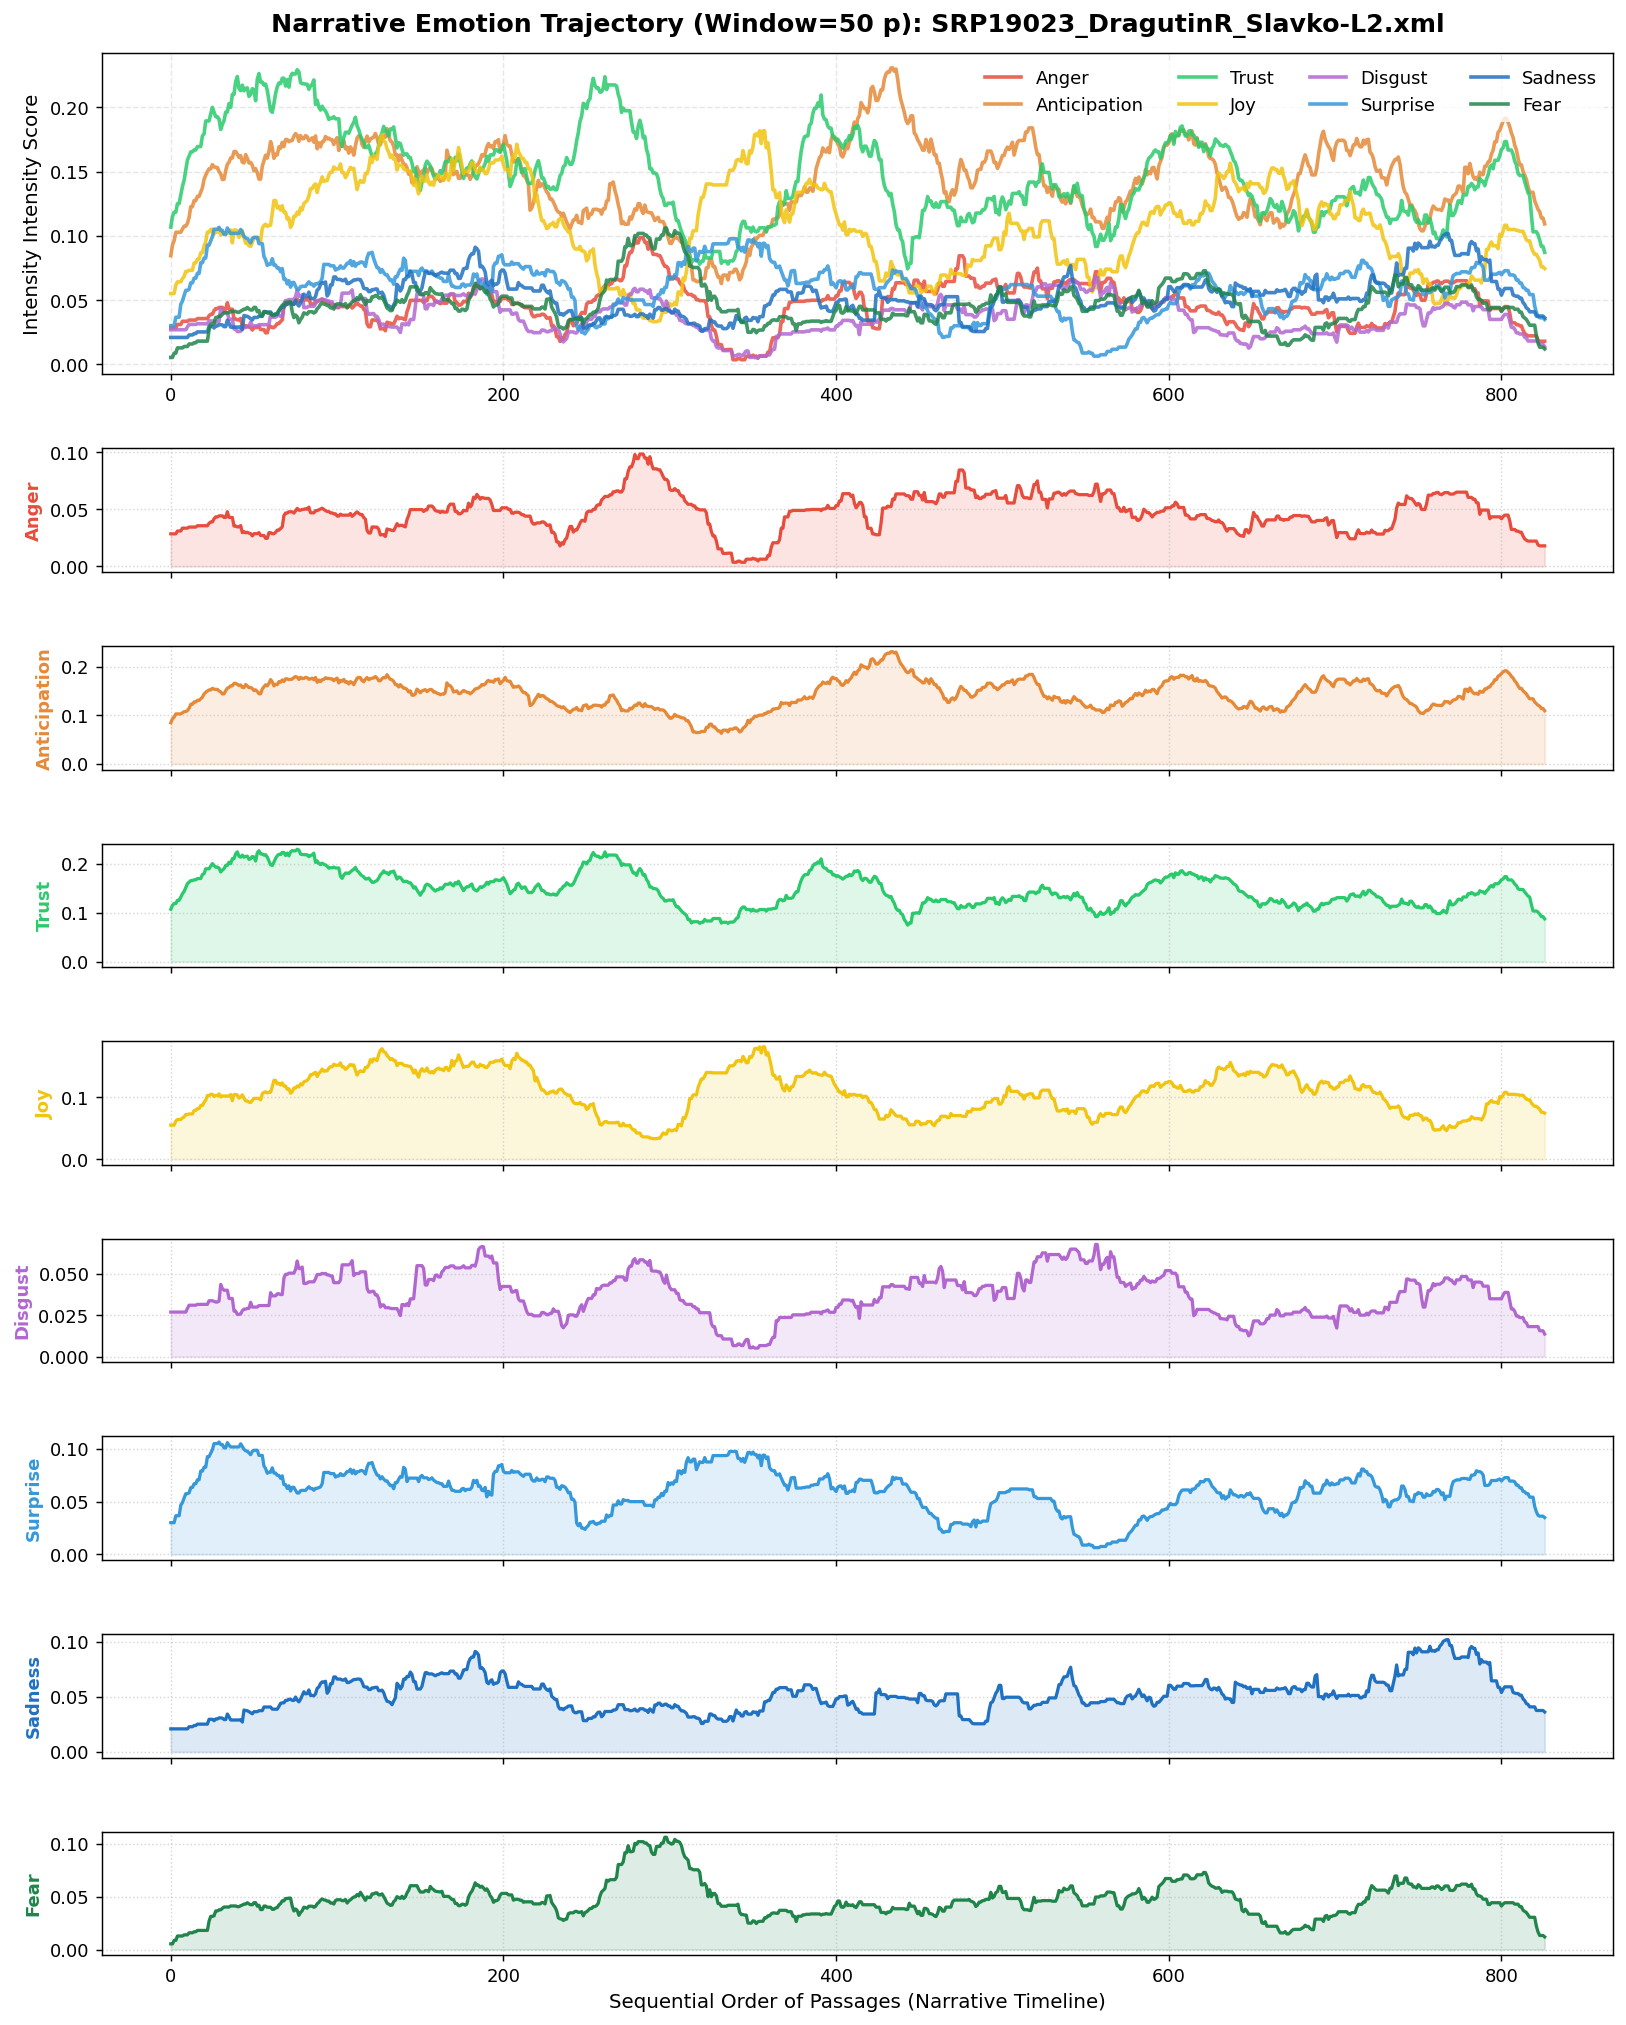 Narrative Emotion Trajectory (Window=50 p): SRP19023_DragutinR_Slavko-L2.xml
Intensity Intensity Score
0.20
0.15
0.10
0.05
0.00
Anger Trust Disgust Sadness
Anticipation Joy Surprise Fear
0 200 400 600 800
Anger
0.10
0.05
0.00
Anticipation
0.2
0.1
0.0
Trust
0.2
0.1
0.0
Joy
0.1
0.0
Disgust
0.050
0.025
0.000
Surprise
0.10
0.05
0.00
Sadness
0.10
0.05
0.00
Fear
0.10
0.05
0.00
0 200 400 600 800
Sequential Order of Passages (Narrative Timeline)